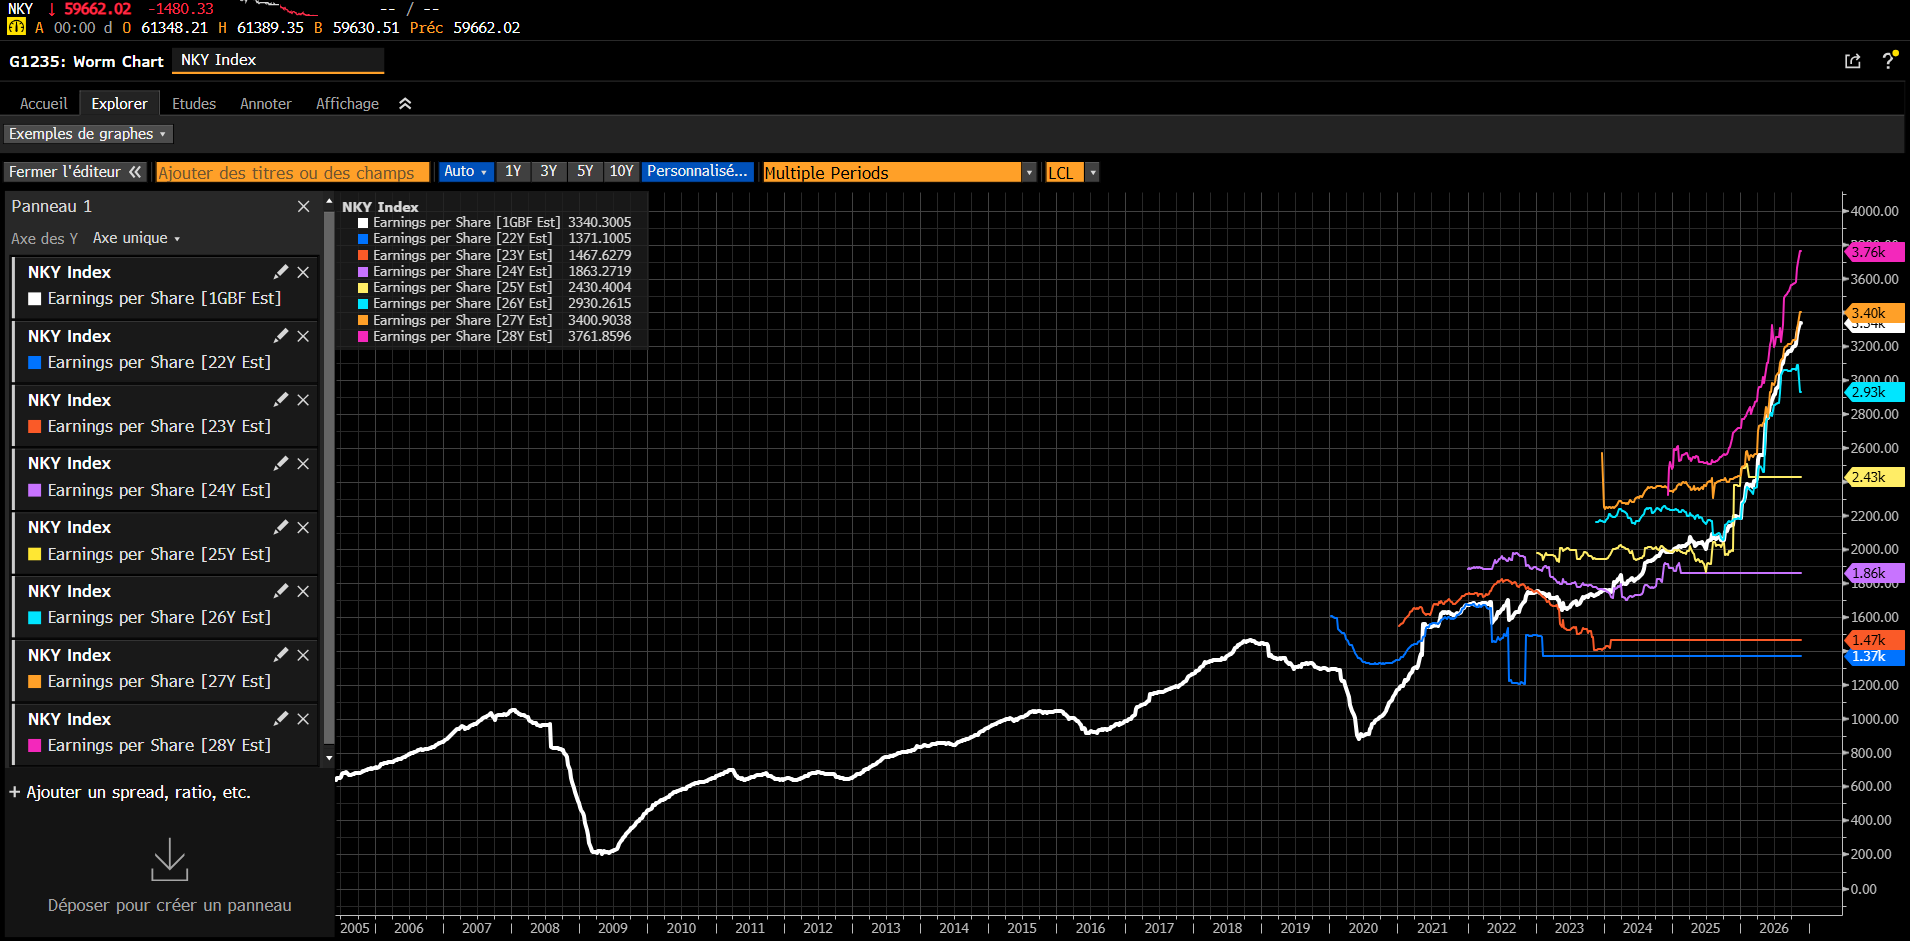 NKY ↓ 59662.02 -1480.33 -- / --
A 00:00 d O 61348.21 H 61389.35 B 59630.51 Préc 59662.02
G1235: Worm Chart NKY Index
Accueil Explorer Etudes Annoter Affichage
Exemples de graphes
Fermer l'éditeur « Ajouter des titres ou des champs Auto 1Y 3Y 5Y 10Y Personnalisé... Multiple Periods LCL
Panneau 1
Axe des Y Axe unique
NKY Index
Earnings per Share [1GBF Est]
NKY Index
Earnings per Share [22Y Est]
NKY Index
Earnings per Share [23Y Est]
NKY Index
Earnings per Share [24Y Est]
NKY Index
Earnings per Share [25Y Est]
NKY Index
Earnings per Share [26Y Est]
NKY Index
Earnings per Share [27Y Est]
NKY Index
Earnings per Share [28Y Est]
+ Ajouter un spread, ratio, etc.
Déposer pour créer un panneau
NKY Index
Earnings per Share [1GBF Est] 3340.3005
Earnings per Share [22Y Est] 1371.1005
Earnings per Share [23Y Est] 1467.6279
Earnings per Share [24Y Est] 1863.2719
Earnings per Share [25Y Est] 2430.4004
Earnings per Share [26Y Est] 2930.2615
Earnings per Share [27Y Est] 3400.9038
Earnings per Share [28Y Est] 3761.8596
4000.00
3.76k
3600.00
3.40k
3200.00
3000.00
2.93k
2800.00
2600.00
2.43k
2200.00
2000.00
1.86k
1800.00
1600.00
1.47k
1.37k
1200.00
1000.00
800.00
600.00
400.00
200.00
0.00
2005 2006 2007 2008 2009 2010 2011 2012 2013 2014 2015 2016 2017 2018 2019 2020 2021 2022 2023 2024 2025 2026